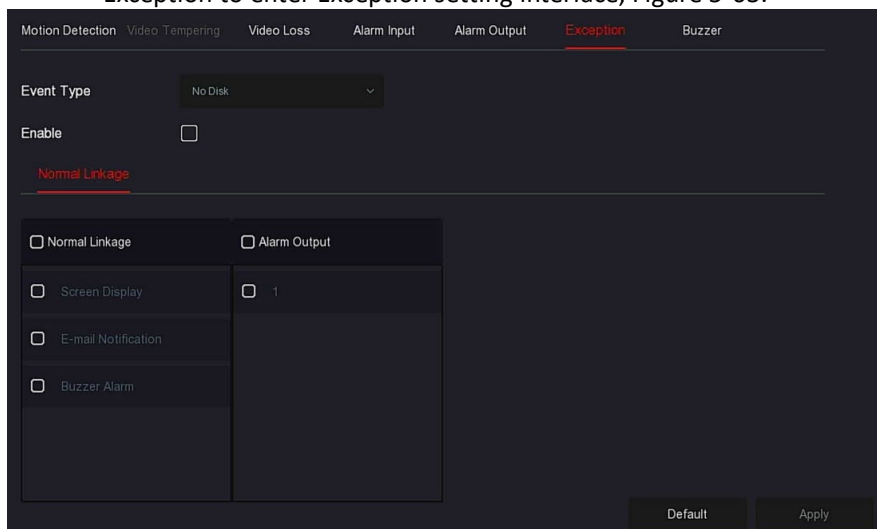 Exception to enter Exception setting interface, Figure 5-
Motion Detection Video Tempering Video Loss Alarm Input Alarm Output Exception Buzzer
Event Type No Disk
Enable
Normal Linkage
Normal Linkage Alarm Output
Screen Display 1
E-mail Notification
Buzzer Alarm
Default Apply